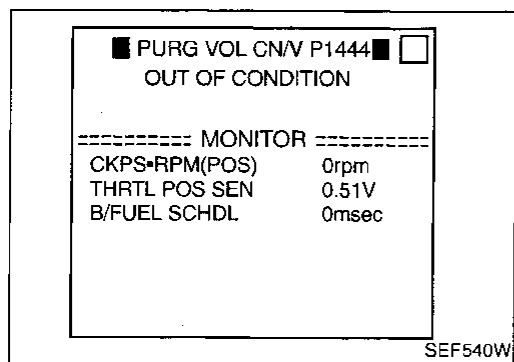 ■ PURG VOL CN/V P1444 ■ □
OUT OF CONDITION
========== MONITOR ==========
CKPS•RPM(POS) 0rpm
THRTL POS SEN 0.51V
B/FUEL SCHDL 0msec
SEF540W